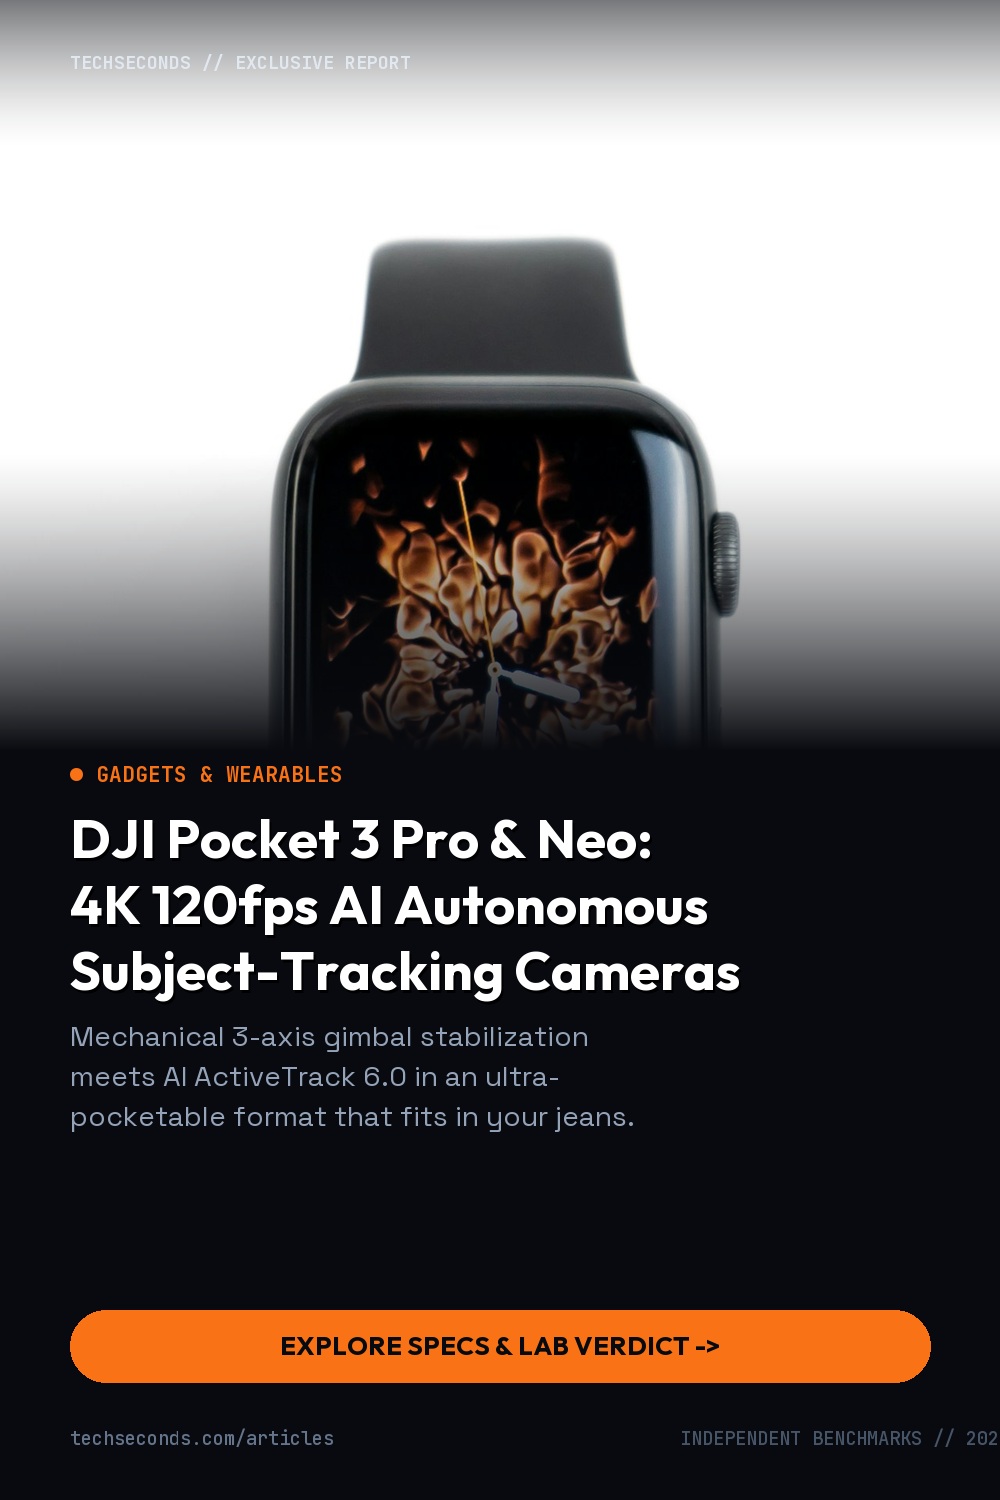 TECHSECONDS // EXCLUSIVE REPORT
GADGETS & WEARABLES
DJI Pocket 3 Pro & Neo:
4K 120fps AI Autonomous
Subject-Tracking Cameras
Mechanical 3-axis gimbal stabilization
meets AI ActiveTrack 6.0 in an ultra-
pocketable format that fits in your jeans.
EXPLORE SPECS & LAB VERDICT ->
techseconds.com/articles
INDEPENDENT BENCHMARKS // 202